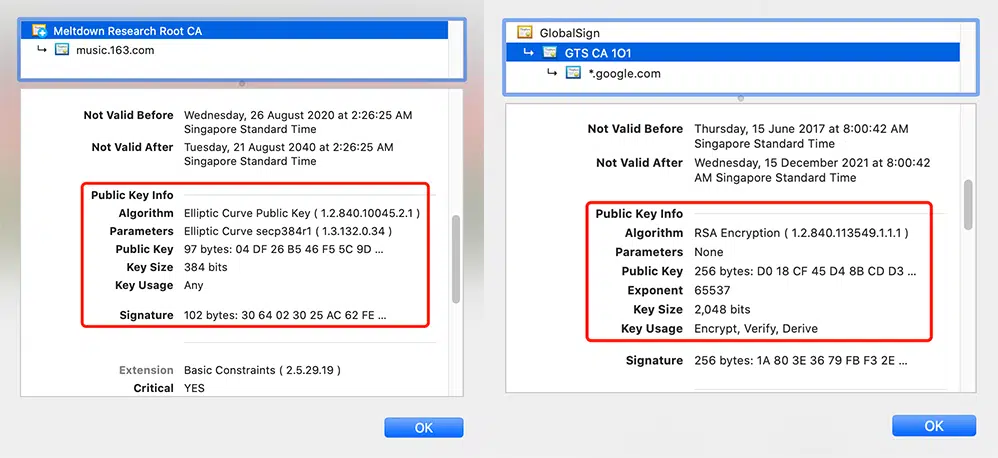 Meltdown Research Root CA
music.163.com
Not Valid Before Wednesday, 26 August 2020 at 2:26:25 AM
Singapore Standard Time
Not Valid After Tuesday, 21 August 2040 at 2:26:25 AM
Singapore Standard Time
Public Key Info
Algorithm Elliptic Curve Public Key ( 1.2.840.10045.2.1 )
Parameters Elliptic Curve secp384r1 ( 1.3.132.0.34 )
Public Key 97 bytes: 04 DF 26 B5 46 F5 5C 9D ...
Key Size 384 bits
Key Usage Any
Signature 102 bytes: 30 64 02 30 25 AC 62 FE ...
Extension Basic Constraints ( 2.5.29.19 )
Critical YES
OK
GlobalSign
GTS CA 1O1
*.google.com
Not Valid Before Thursday, 15 June 2017 at 8:00:42 AM
Singapore Standard Time
Not Valid After Wednesday, 15 December 2021 at 8:00:42
AM Singapore Standard Time
Public Key Info
Algorithm RSA Encryption ( 1.2.840.113549.1.1.1 )
Parameters None
Public Key 256 bytes: D0 18 CF 45 D4 8B CD D3 ...
Exponent 65537
Key Size 2,048 bits
Key Usage Encrypt, Verify, Derive
Signature 256 bytes: 1A 80 3E 36 79 FB F3 2E ...
OK